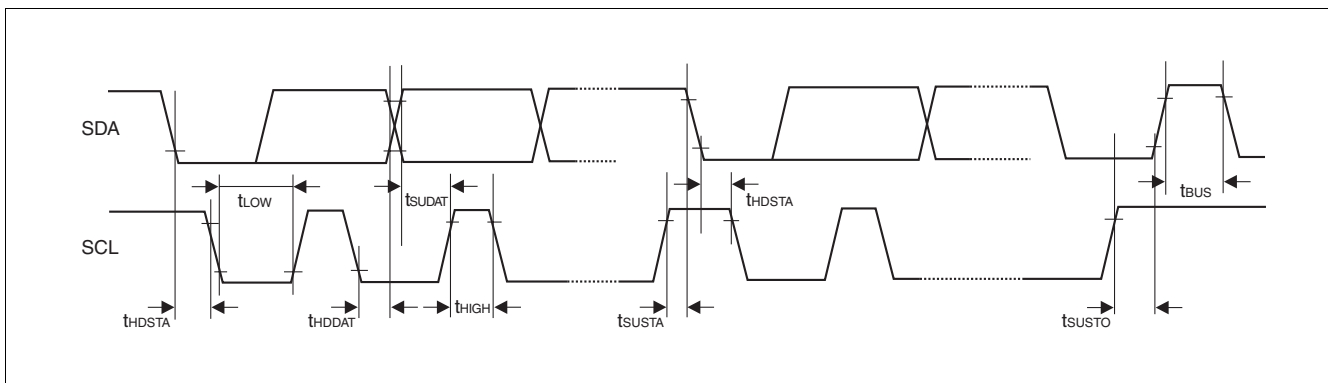 SDA
tLOW
tSUDAT
tHDSTA
tBUS
SCL
tHDSTA
tHDDAT
tHIGH
tSUSTA
tSUSTO